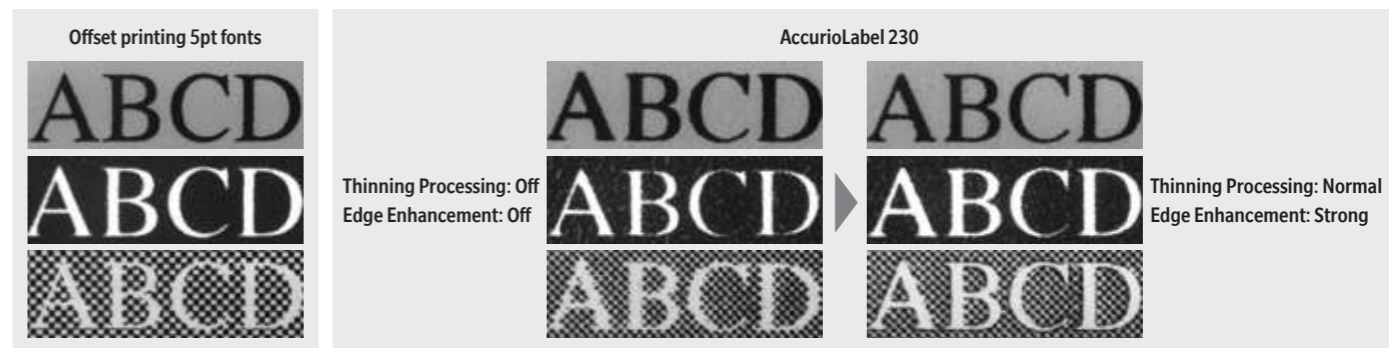 Offset printing 5pt fonts
ABCD
ABCD
ABCD
AccurioLabel 230
Thinning Processing: Off
Edge Enhancement: Off
ABCD
ABCD
ABCD
ABCD
ABCD
ABCD
Thinning Processing: Normal
Edge Enhancement: Strong